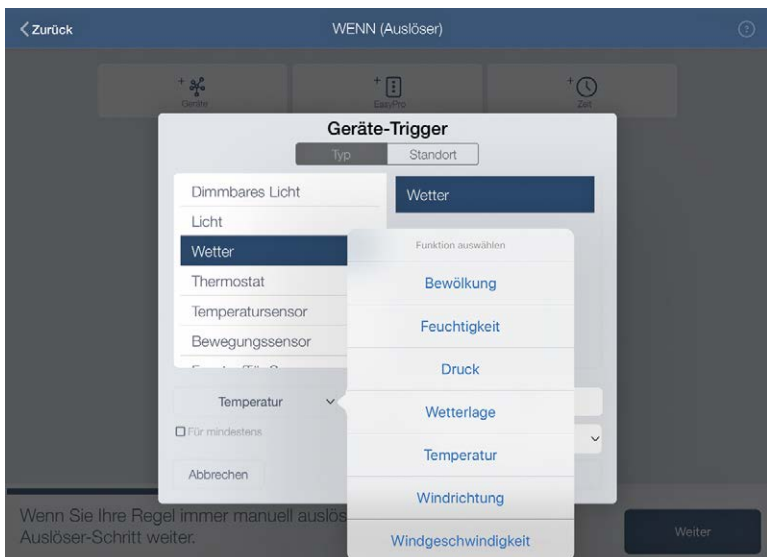 Zurück
WENN (Auslöser)
Geräte
EasyPro
Zeit
Geräte-Trigger
Typ
Standort
Dimmbares Licht
Licht
Wetter
Thermostat
Temperatursensor
Bewegungssensor
Wetter
Funktion auswählen
Bewölkung
Feuchtigkeit
Druck
Wetterlage
Temperatur
Windrichtung
Windgeschwindigkeit
Temperatur
Für mindestens
Abbrechen
Wenn Sie Ihre Regel immer manuell
Auslöser-Schritt weiter.
Weiter